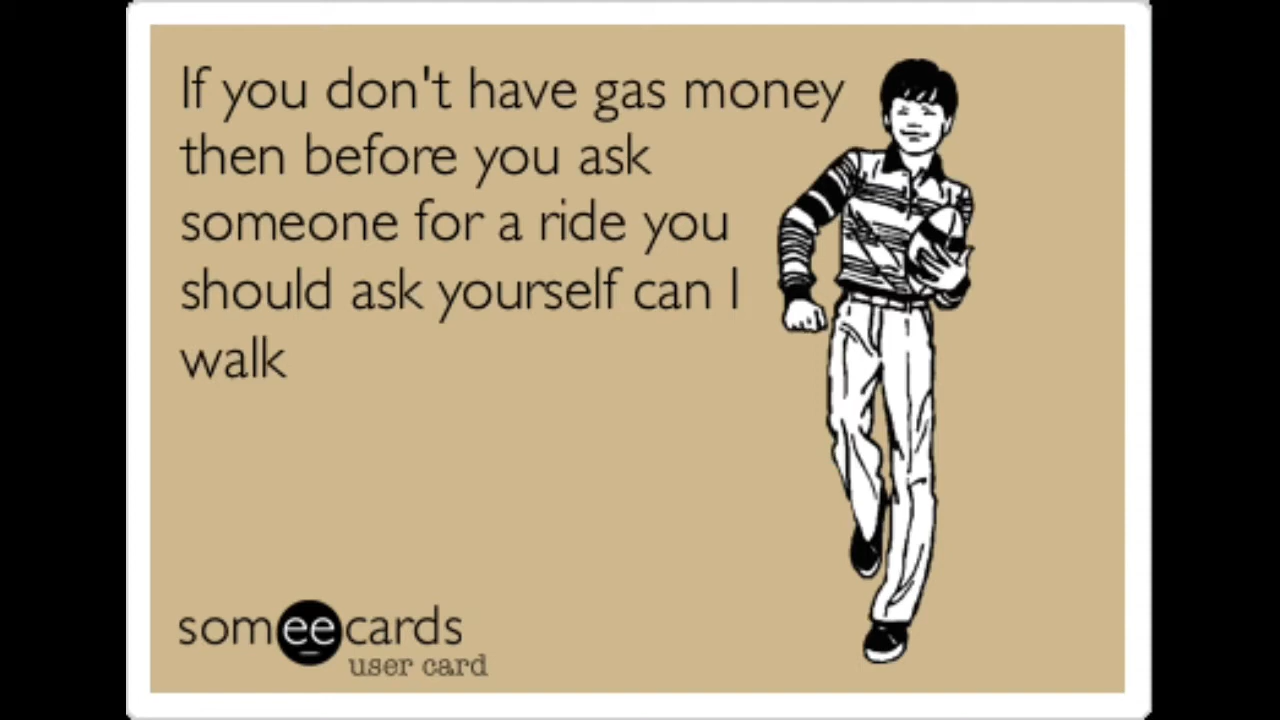 If you don't have gas money
then before you ask
someone for a ride you
should ask yourself can I
walk
someecards
user card